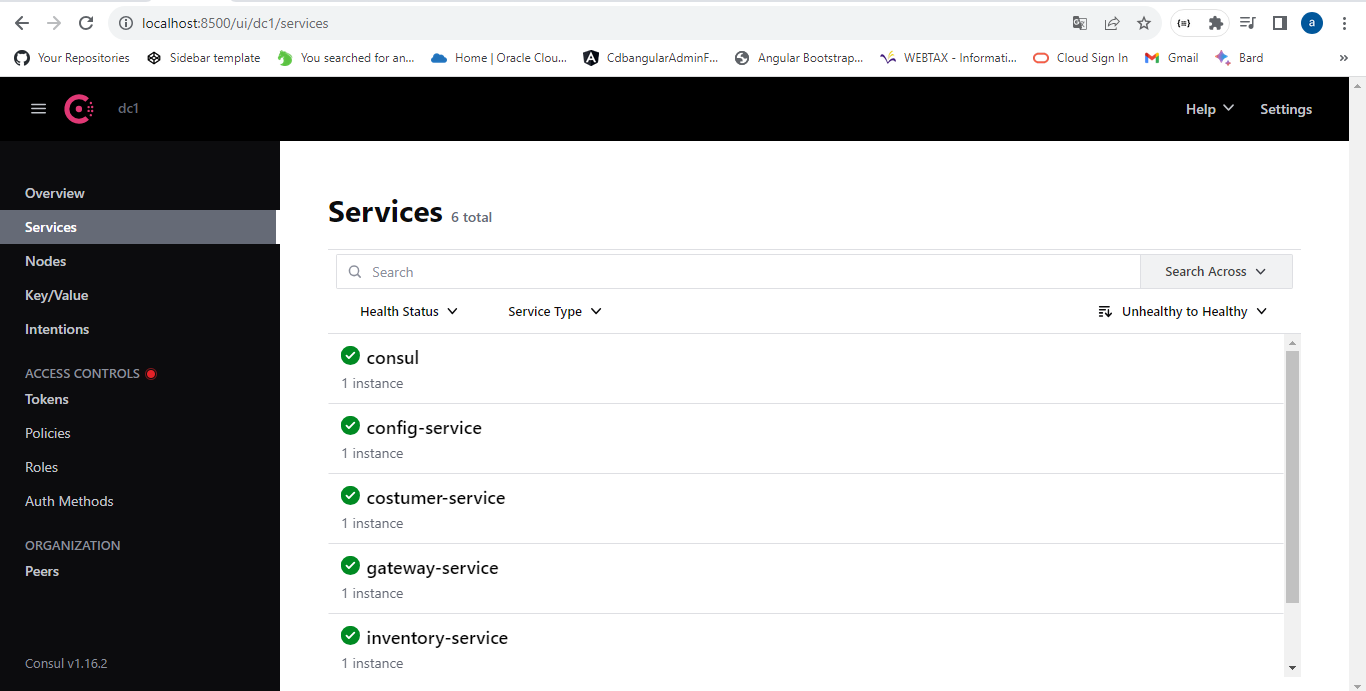 localhost:8500/ui/dc1/services
a
Your Repositories
Sidebar template
You searched for an...
Home | Oracle Clou...
CdbangularAdminF...
Angular Bootstrap...
WEBTAX - Informati...
Cloud Sign In
Gmail
Bard
»
dc1
Help
Settings
Overview
Services
Nodes
Key/Value
Intentions
ACCESS CONTROLS
Tokens
Policies
Roles
Auth Methods
ORGANIZATION
Peers
Consul v1.16.2
Services 6 total
Search
Search Across
Health Status
Service Type
Unhealthy to Healthy
consul
1 instance
config-service
1 instance
costumer-service
1 instance
gateway-service
1 instance
inventory-service
1 instance